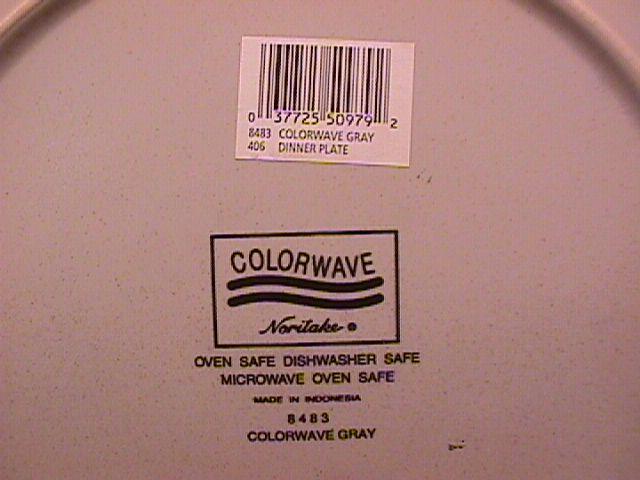 0 37725 50979 2
8483 COLORWAVE GRAY
406 DINNER PLATE
COLORWAVE
Noritake ®
OVEN SAFE DISHWASHER SAFE
MICROWAVE OVEN SAFE
MADE IN INDONESIA
8483
COLORWAVE GRAY